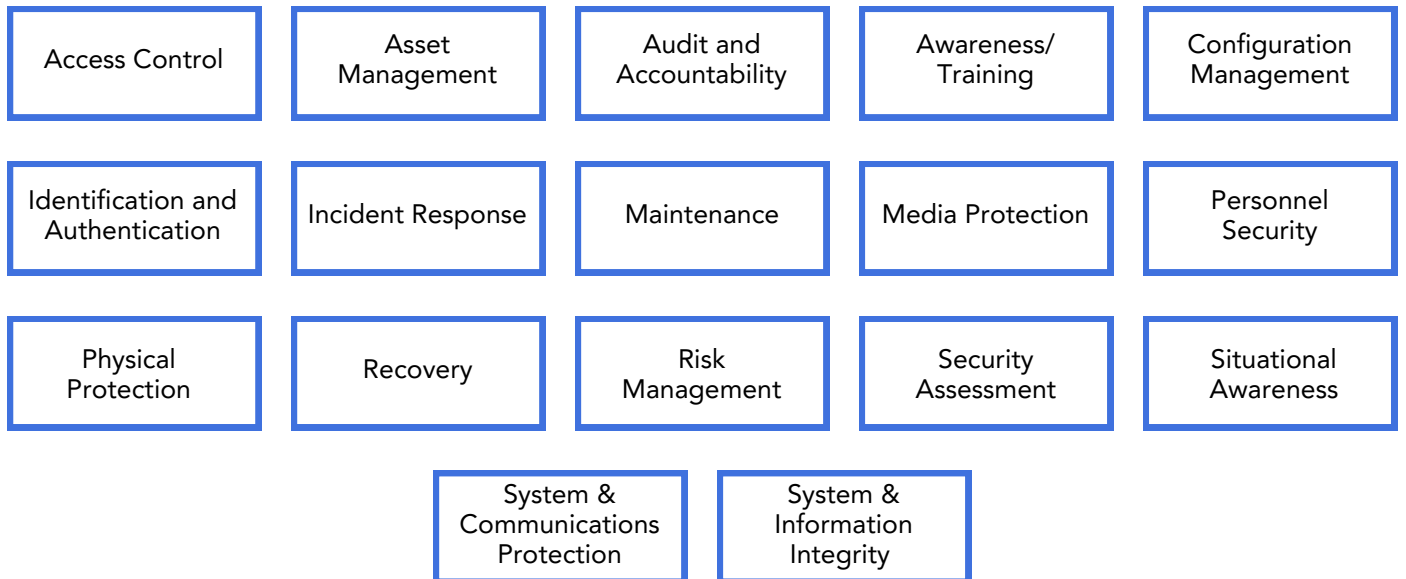 Access Control
Asset
Management
Audit and
Accountability
Awareness/
Training
Configuration
Management
Identification and
Authentication
Incident Response
Maintenance
Media Protection
Personnel
Security
Physical
Protection
Recovery
Risk
Management
Security
Assessment
Situational
Awareness
System &
Communications
Protection
System &
Information
Integrity